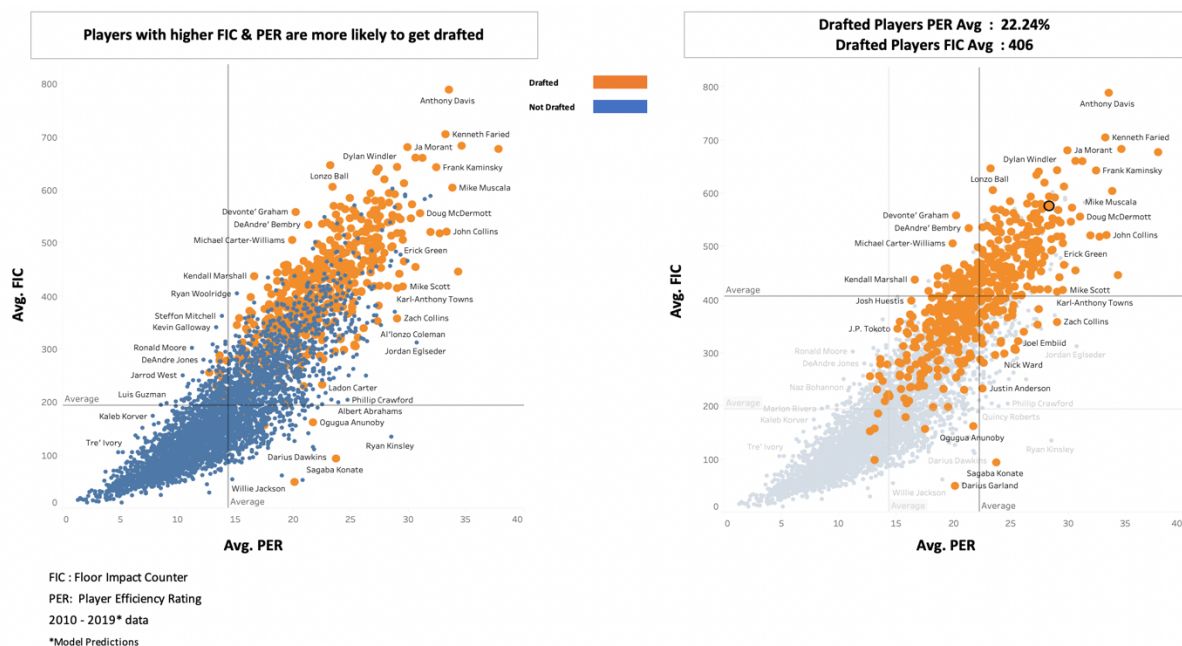 Players with higher FIC & PER are more likely to get drafted
Drafted
Not Drafted
Avg. FIC
800
700
600
500
400
300
200
100
0
Anthony Davis
Kenneth Faried
Ja Morant
Dylan Windler
Frank Kaminsky
Lonzo Ball
Mike Muscala
Devonte' Graham
Doug McDermott
DeAndre' Bembry
John Collins
Michael Carter-Williams
Erick Green
Kendall Marshall
Mike Scott
Ryan Woolridge
Karl-Anthony Towns
Steffon Mitchell
Zach Collins
Kevin Galloway
Al'lonzo Coleman
Ronald Moore
Jordan Eglseder
DeAndre Jones
Jarrod West
Ladon Carter
Luis Guzman
Average
Phillip Crawford
Kaleb Korver
Albert Abrahams
Ogugua Anunoby
Tre' Ivory
Ryan Kinsley
Darius Dawkins
Sagaba Konate
Willie Jackson
Average
0 5 10 15 20 25 30 35 40
Avg. PER
FIC : Floor Impact Counter
PER: Player Efficiency Rating
2010 - 2019* data
*Model Predictions
Drafted Players PER Avg : 22.24%
Drafted Players FIC Avg : 406
Avg. FIC
800
700
600
500
400
300
200
100
0
Anthony Davis
Kenneth Faried
Ja Morant
Dylan Windler
Frank Kaminsky
Lonzo Ball
Mike Muscala
Devonte' Graham
Doug McDermott
DeAndre' Bembry
John Collins
Michael Carter-Williams
Erick Green
Kendall Marshall
Mike Scott
Average
Josh Huestis
Karl-Anthony Towns
Zach Collins
J.P. Tokoto
Joel Embiid
Ronald Moore
Jordan Eglseder
DeAndre Jones
Nick Ward
Naz Bohannon
Justin Anderson
Average
Marlon Rivera
Phillip Crawford
Kaleb Korver
Quincy Roberts
Ogugua Anunoby
Tre' Ivory
Ryan Kinsley
Darius Dawkins
Sagaba Konate
Willie Jackson
Darius Garland
Average
Average
0 5 10 15 20 25 30 35 40
Avg. PER